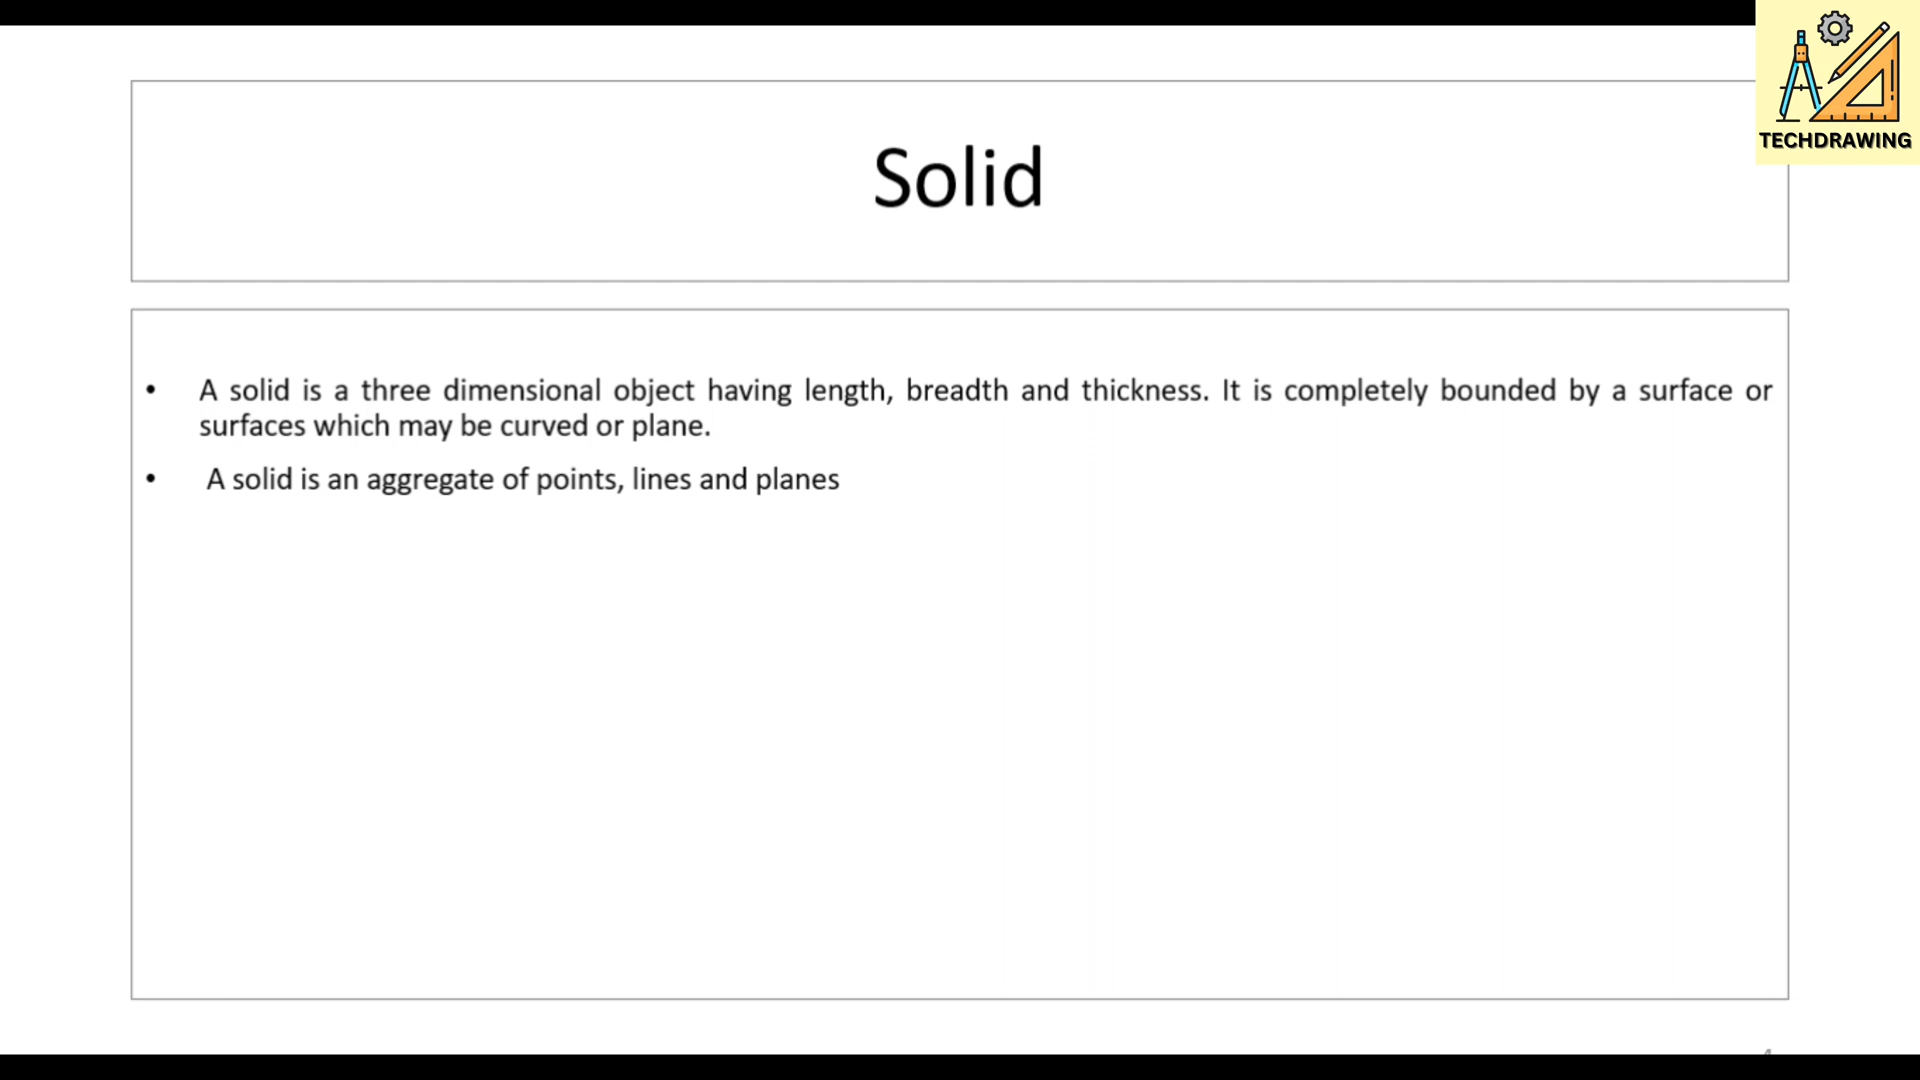 TECHDRAWING
Solid
• A solid is a three dimensional object having length, breadth and thickness. It is completely bounded by a surface or
surfaces which may be curved or plane.
• A solid is an aggregate of points, lines and planes